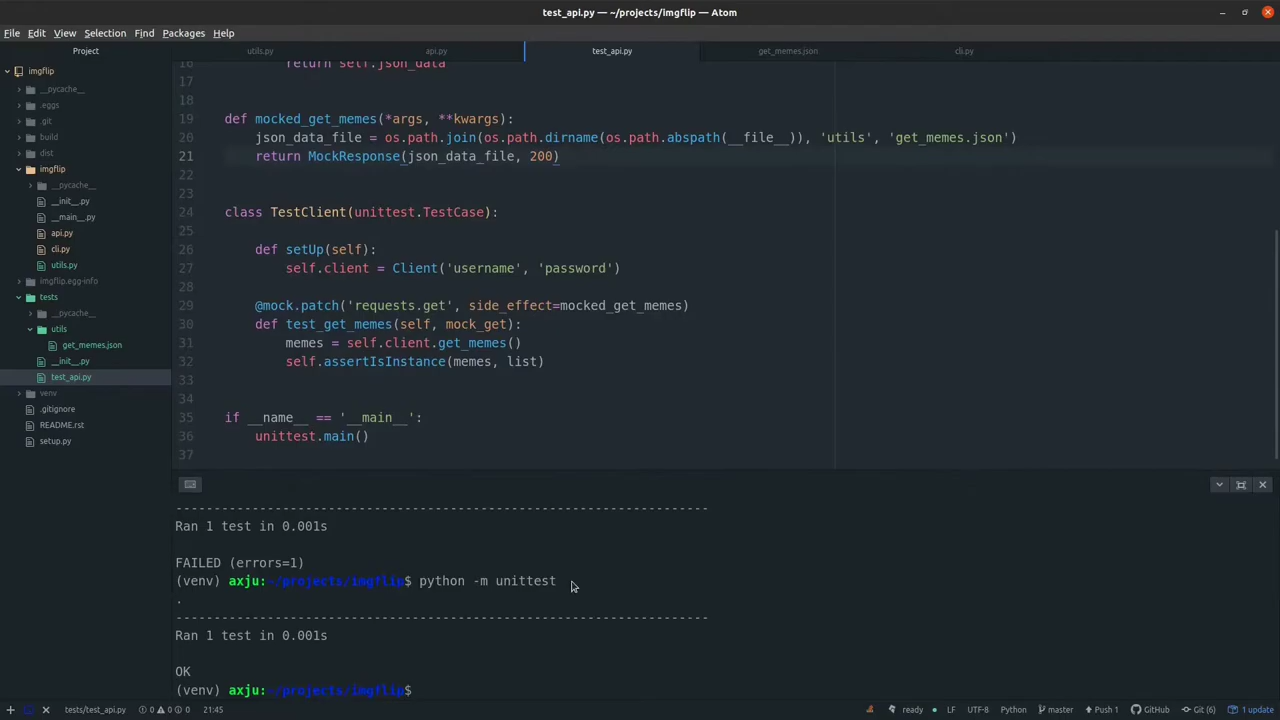 test_api.py — ~/projects/imgflip — Atom
File Edit View Selection Find Packages Help
Project
utils.py
api.py
test_api.py
get_memes.json
cli.py
imgflip
__pycache__
.eggs
.git
build
dist
imgflip
__pycache__
__init__.py
__main__.py
api.py
cli.py
utils.py
imgflip.egg-info
tests
__pycache__
utils
get_memes.json
__init__.py
test_api.py
venv
.gitignore
README.rst
setup.py
16 return self.json_data
17
18
19 def mocked_get_memes(*args, **kwargs):
20 json_data_file = os.path.join(os.path.dirname(os.path.abspath(__file__)), 'utils', 'get_memes.json')
21 return MockResponse(json_data_file, 200)
22
23
24 class TestClient(unittest.TestCase):
25
26 def setUp(self):
27 self.client = Client('username', 'password')
28
29 @mock.patch('requests.get', side_effect=mocked_get_memes)
30 def test_get_memes(self, mock_get):
31 memes = self.client.get_memes()
32 self.assertIsInstance(memes, list)
33
34
35 if __name__ == '__main__':
36 unittest.main()
37
----------------------------------------------------------------------
Ran 1 test in 0.001s
FAILED (errors=1)
(venv) axju:~/projects/imgflip$ python -m unittest
.
----------------------------------------------------------------------
Ran 1 test in 0.001s
OK
(venv) axju:~/projects/imgflip$
tests/test_api.py 0 0 0 21:45 ready LF UTF-8 Python master Push 1 GitHub Git (6) 1 update